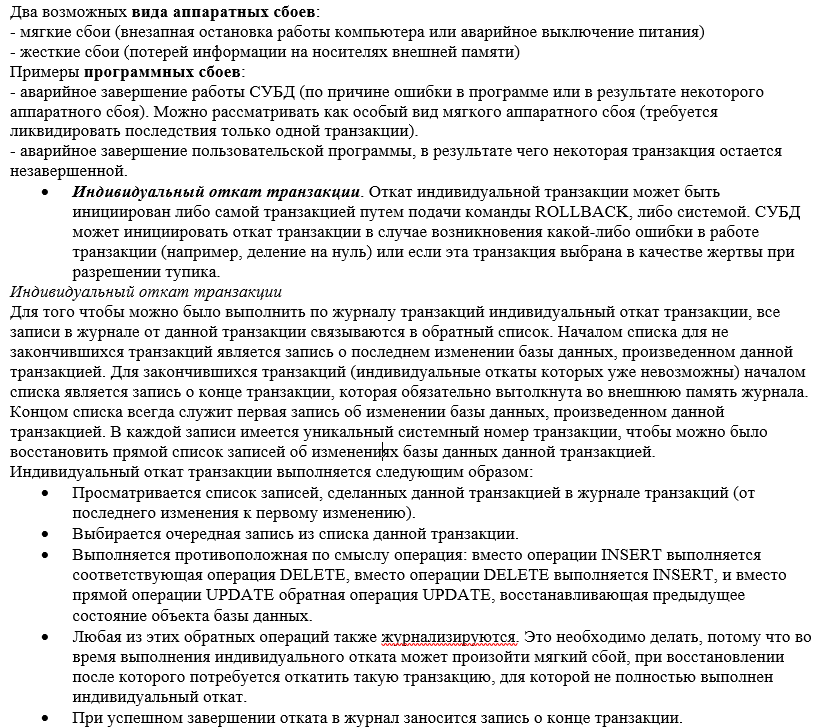 Два возможных вида аппаратных сбоев:
- мягкие сбои (внезапная остановка работы компьютера или аварийное выключение питания)
- жесткие сбои (потерей информации на носителях внешней памяти)
Примеры программных сбоев:
- аварийное завершение работы СУБД (по причине ошибки в программе или в результате некоторого
аппаратного сбоя). Можно рассматривать как особый вид мягкого аппаратного сбоя (требуется
ликвидировать последствия только одной транзакции).
- аварийное завершение пользовательской программы, в результате чего некоторая транзакция остается
незавершенной.
• Индивидуальный откат транзакции. Откат индивидуальной транзакции может быть
инициирован либо самой транзакцией путем подачи команды ROLLBACK, либо системой. СУБД
может инициировать откат транзакции в случае возникновения какой-либо ошибки в работе
транзакции (например, деление на нуль) или если эта транзакция выбрана в качестве жертвы при
разрешении тупика.
Индивидуальный откат транзакции
Для того чтобы можно было выполнить по журналу транзакций индивидуальный откат транзакции, все
записи в журнале от данной транзакции связываются в обратный список. Началом списка для не
закончившихся транзакций является запись о последнем изменении базы данных, произведенном данной
транзакцией. Для закончившихся транзакций (индивидуальные откаты которых уже невозможны) началом
списка является запись о конце транзакции, которая обязательно вытолкнута во внешнюю память журнала.
Концом списка всегда служит первая запись об изменении базы данных, произведенном данной
транзакцией. В каждой записи имеется уникальный системный номер транзакции, чтобы можно было
восстановить прямой список записей об изменениях базы данных данной транзакцией.
Индивидуальный откат транзакции выполняется следующим образом:
• Просматривается список записей, сделанных данной транзакцией в журнале транзакций (от
последнего изменения к первому изменению).
• Выбирается очередная запись из списка данной транзакции.
• Выполняется противоположная по смыслу операция: вместо операции INSERT выполняется
соответствующая операция DELETE, вместо операции DELETE выполняется INSERT, и вместо
прямой операции UPDATE обратная операция UPDATE, восстанавливающая предыдущее
состояние объекта базы данных.
• Любая из этих обратных операций также журнализируются. Это необходимо делать, потому что во
время выполнения индивидуального отката может произойти мягкий сбой, при восстановлении
после которого потребуется откатить такую транзакцию, для которой не полностью выполнен
индивидуальный откат.
• При успешном завершении отката в журнал заносится запись о конце транзакции.